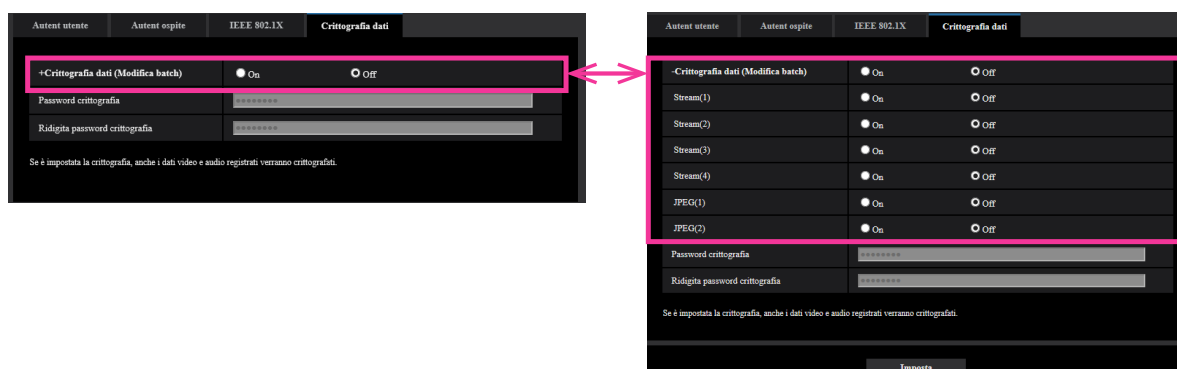 Autent utente Autent ospite IEEE 802.1X Crittografia dati
+Crittografia dati (Modifica batch) On Off
Password crittografia ••••••••
Ridigita password crittografia ••••••••
Se è impostata la crittografia, anche i dati video e audio registrati verranno crittografati.
Autent utente Autent ospite IEEE 802.1X Crittografia dati
-Crittografia dati (Modifica batch) On Off
Stream(1) On Off
Stream(2) On Off
Stream(3) On Off
Stream(4) On Off
JPEG(1) On Off
JPEG(2) On Off
Password crittografia ••••••••
Ridigita password crittografia ••••••••
Se è impostata la crittografia, anche i dati video e audio registrati verranno crittografati.
Imposta